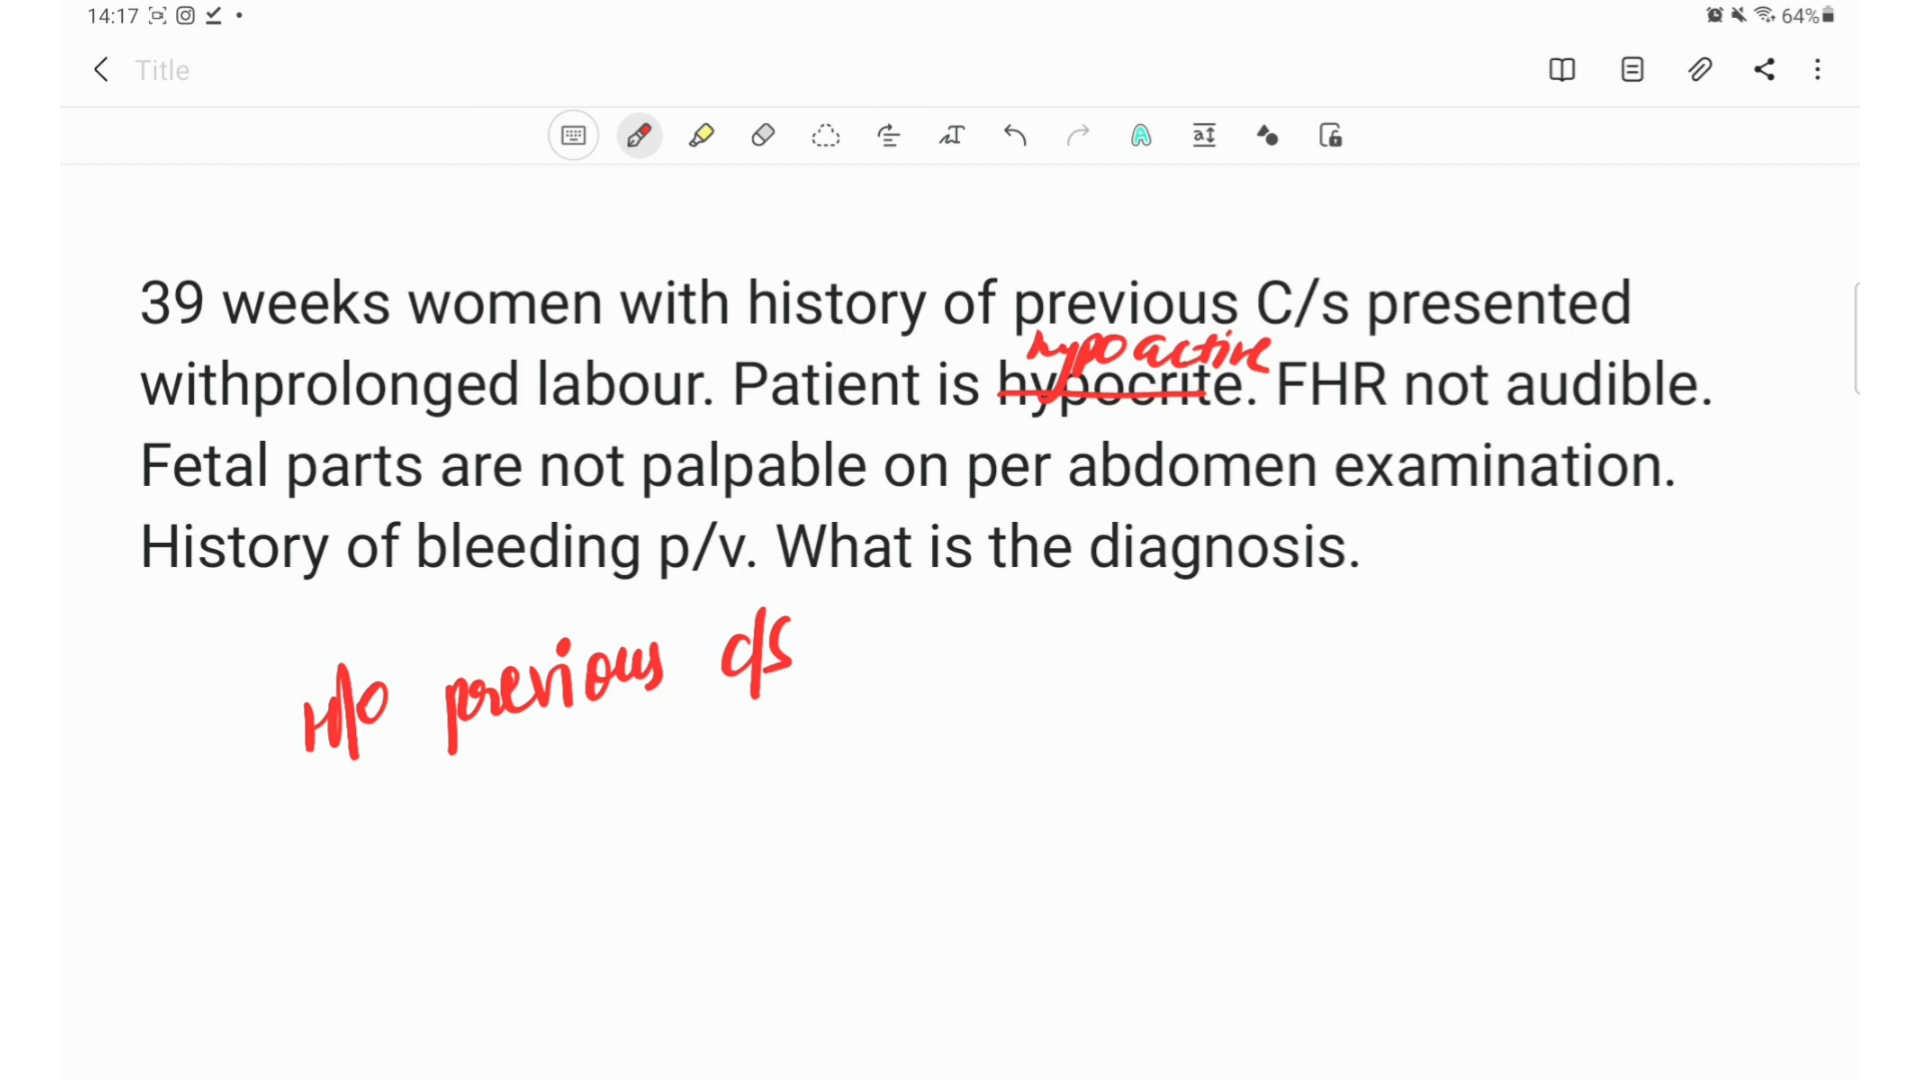 14:17
64%
Title
39 weeks women with history of previous C/s presented
hypoactive
withprolonged labour. Patient is hypocrite. FHR not audible.
Fetal parts are not palpable on per abdomen examination.
History of bleeding p/v. What is the diagnosis.
H/o previous c/s